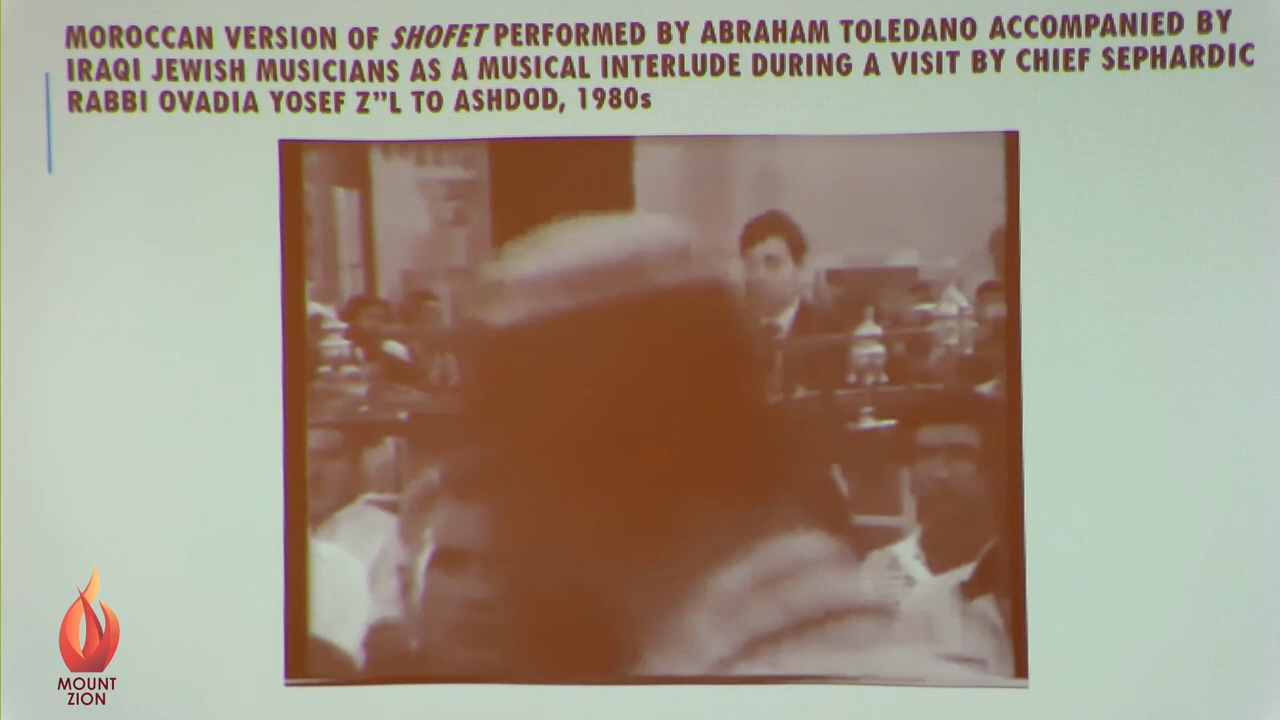 MOROCCAN VERSION OF SHOFET PERFORMED BY ABRAHAM TOLEDANO ACCOMPANIED BY
IRAQI JEWISH MUSICIANS AS A MUSICAL INTERLUDE DURING A VISIT BY CHIEF SEPHARDIC
RABBI OVADIA YOSEF Z”L TO ASHDOD, 1980s
MOUNT
ZION